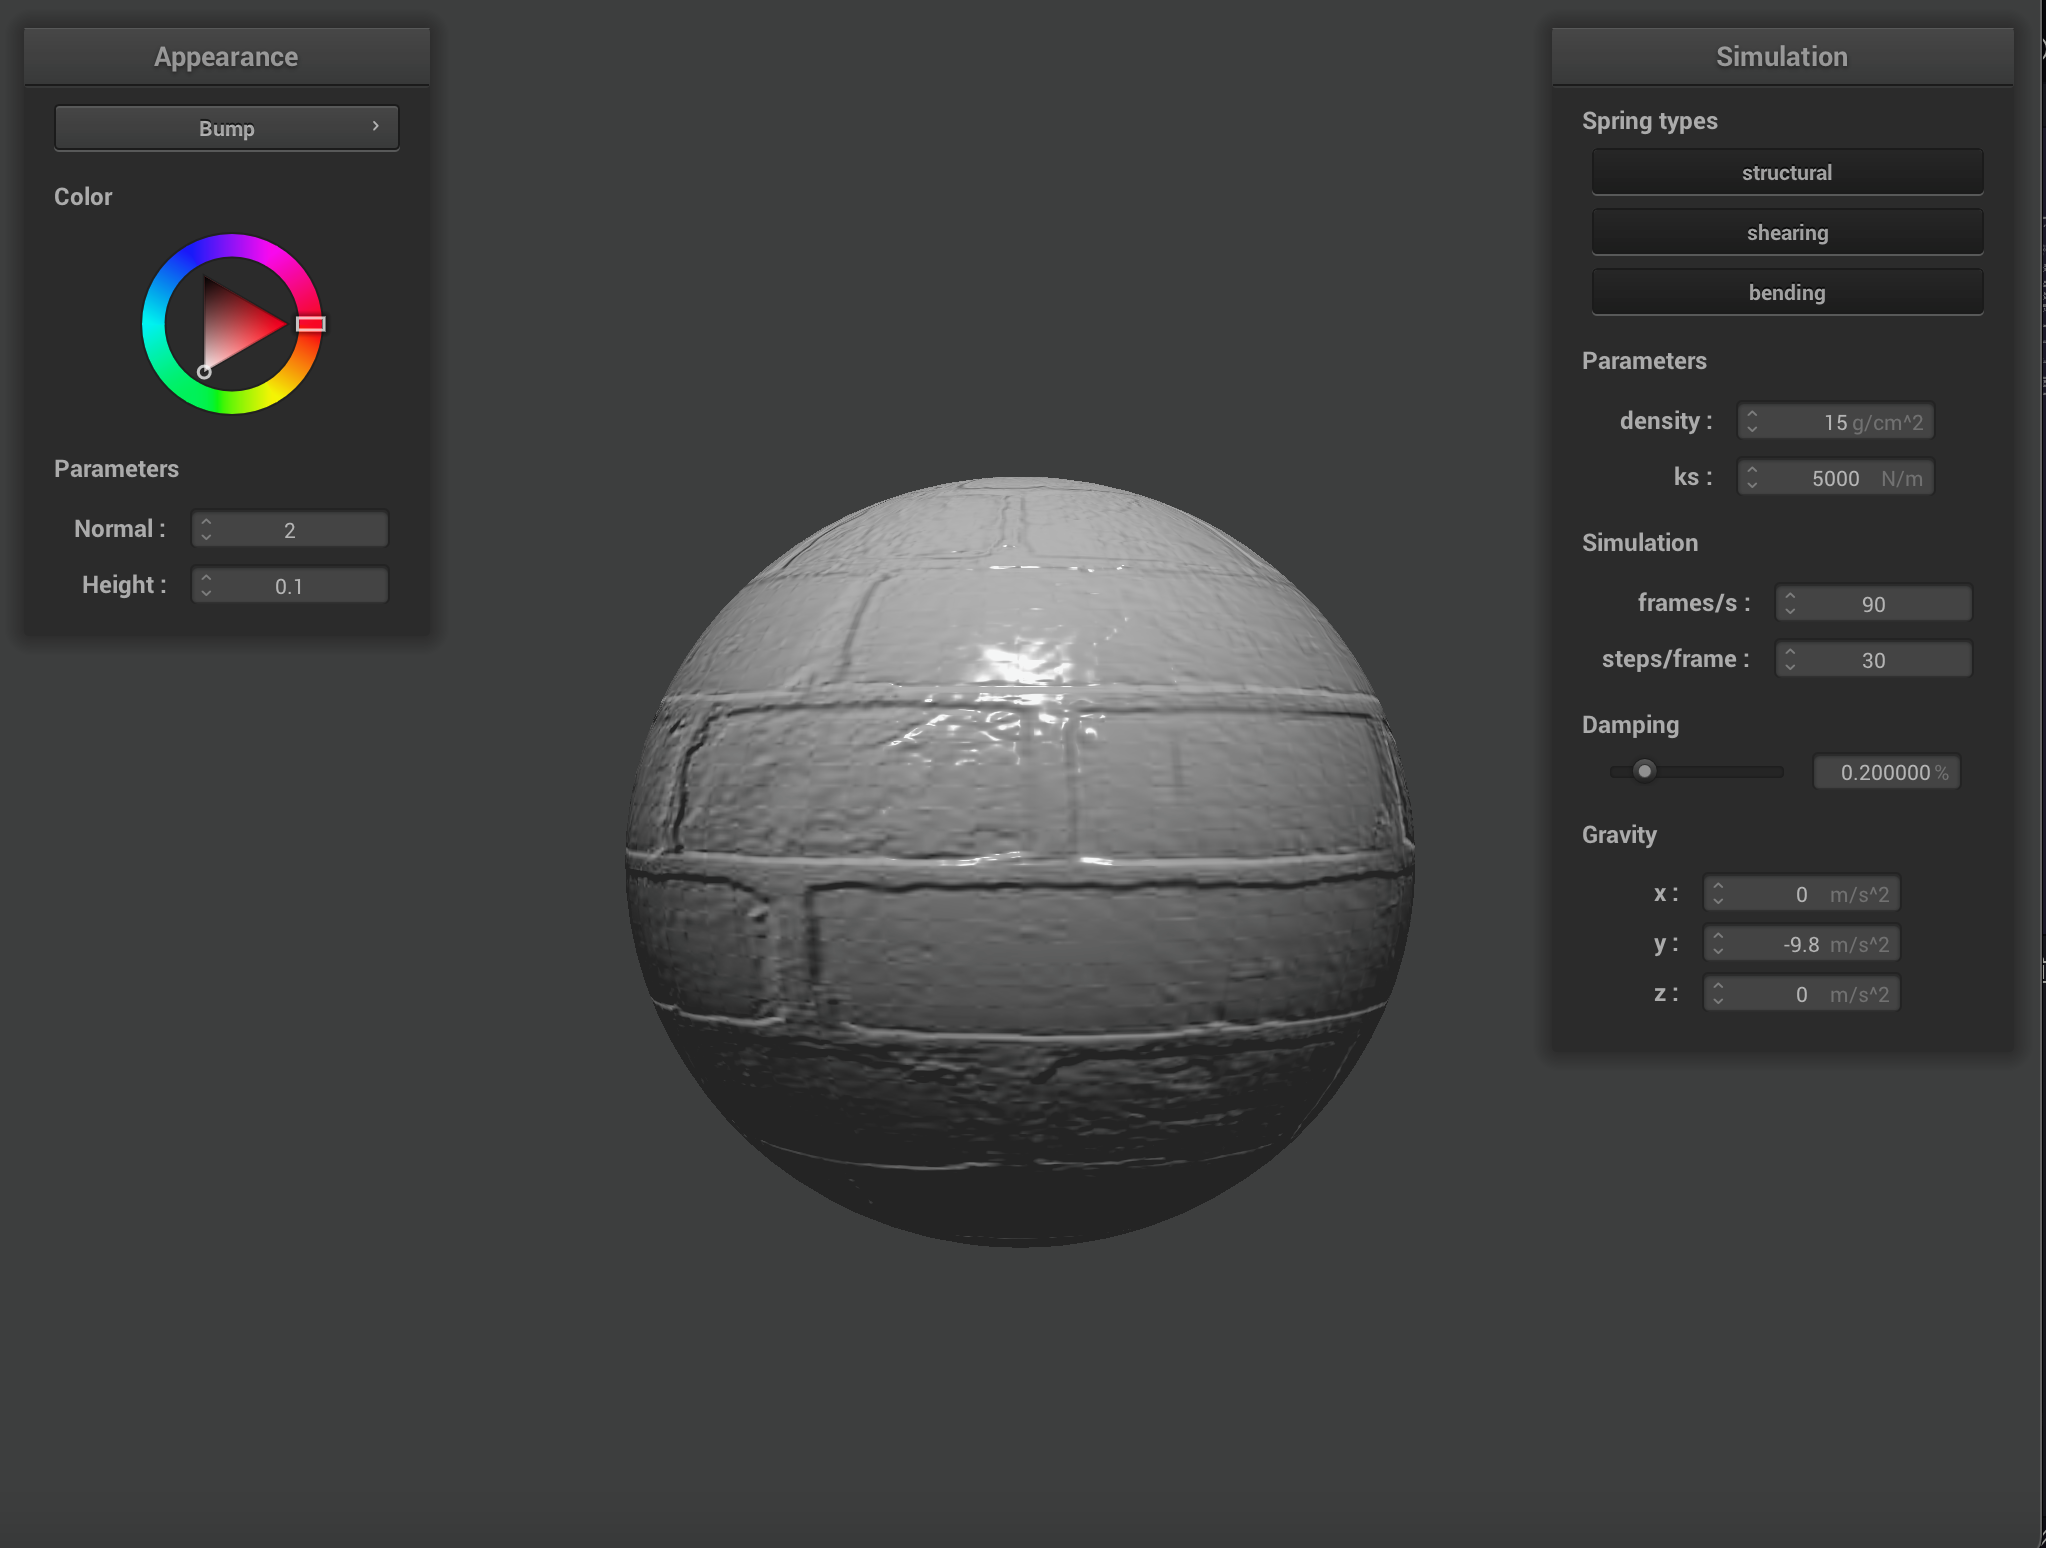 Appearance
Bump
Color
Parameters
Normal : 2
Height : 0.1
Simulation
Spring types
structural
shearing
bending
Parameters
density : 15 g/cm^2
ks : 5000 N/m
Simulation
frames/s : 90
steps/frame : 30
Damping
0.200000 %
Gravity
x : 0 m/s^2
y : -9.8 m/s^2
z : 0 m/s^2